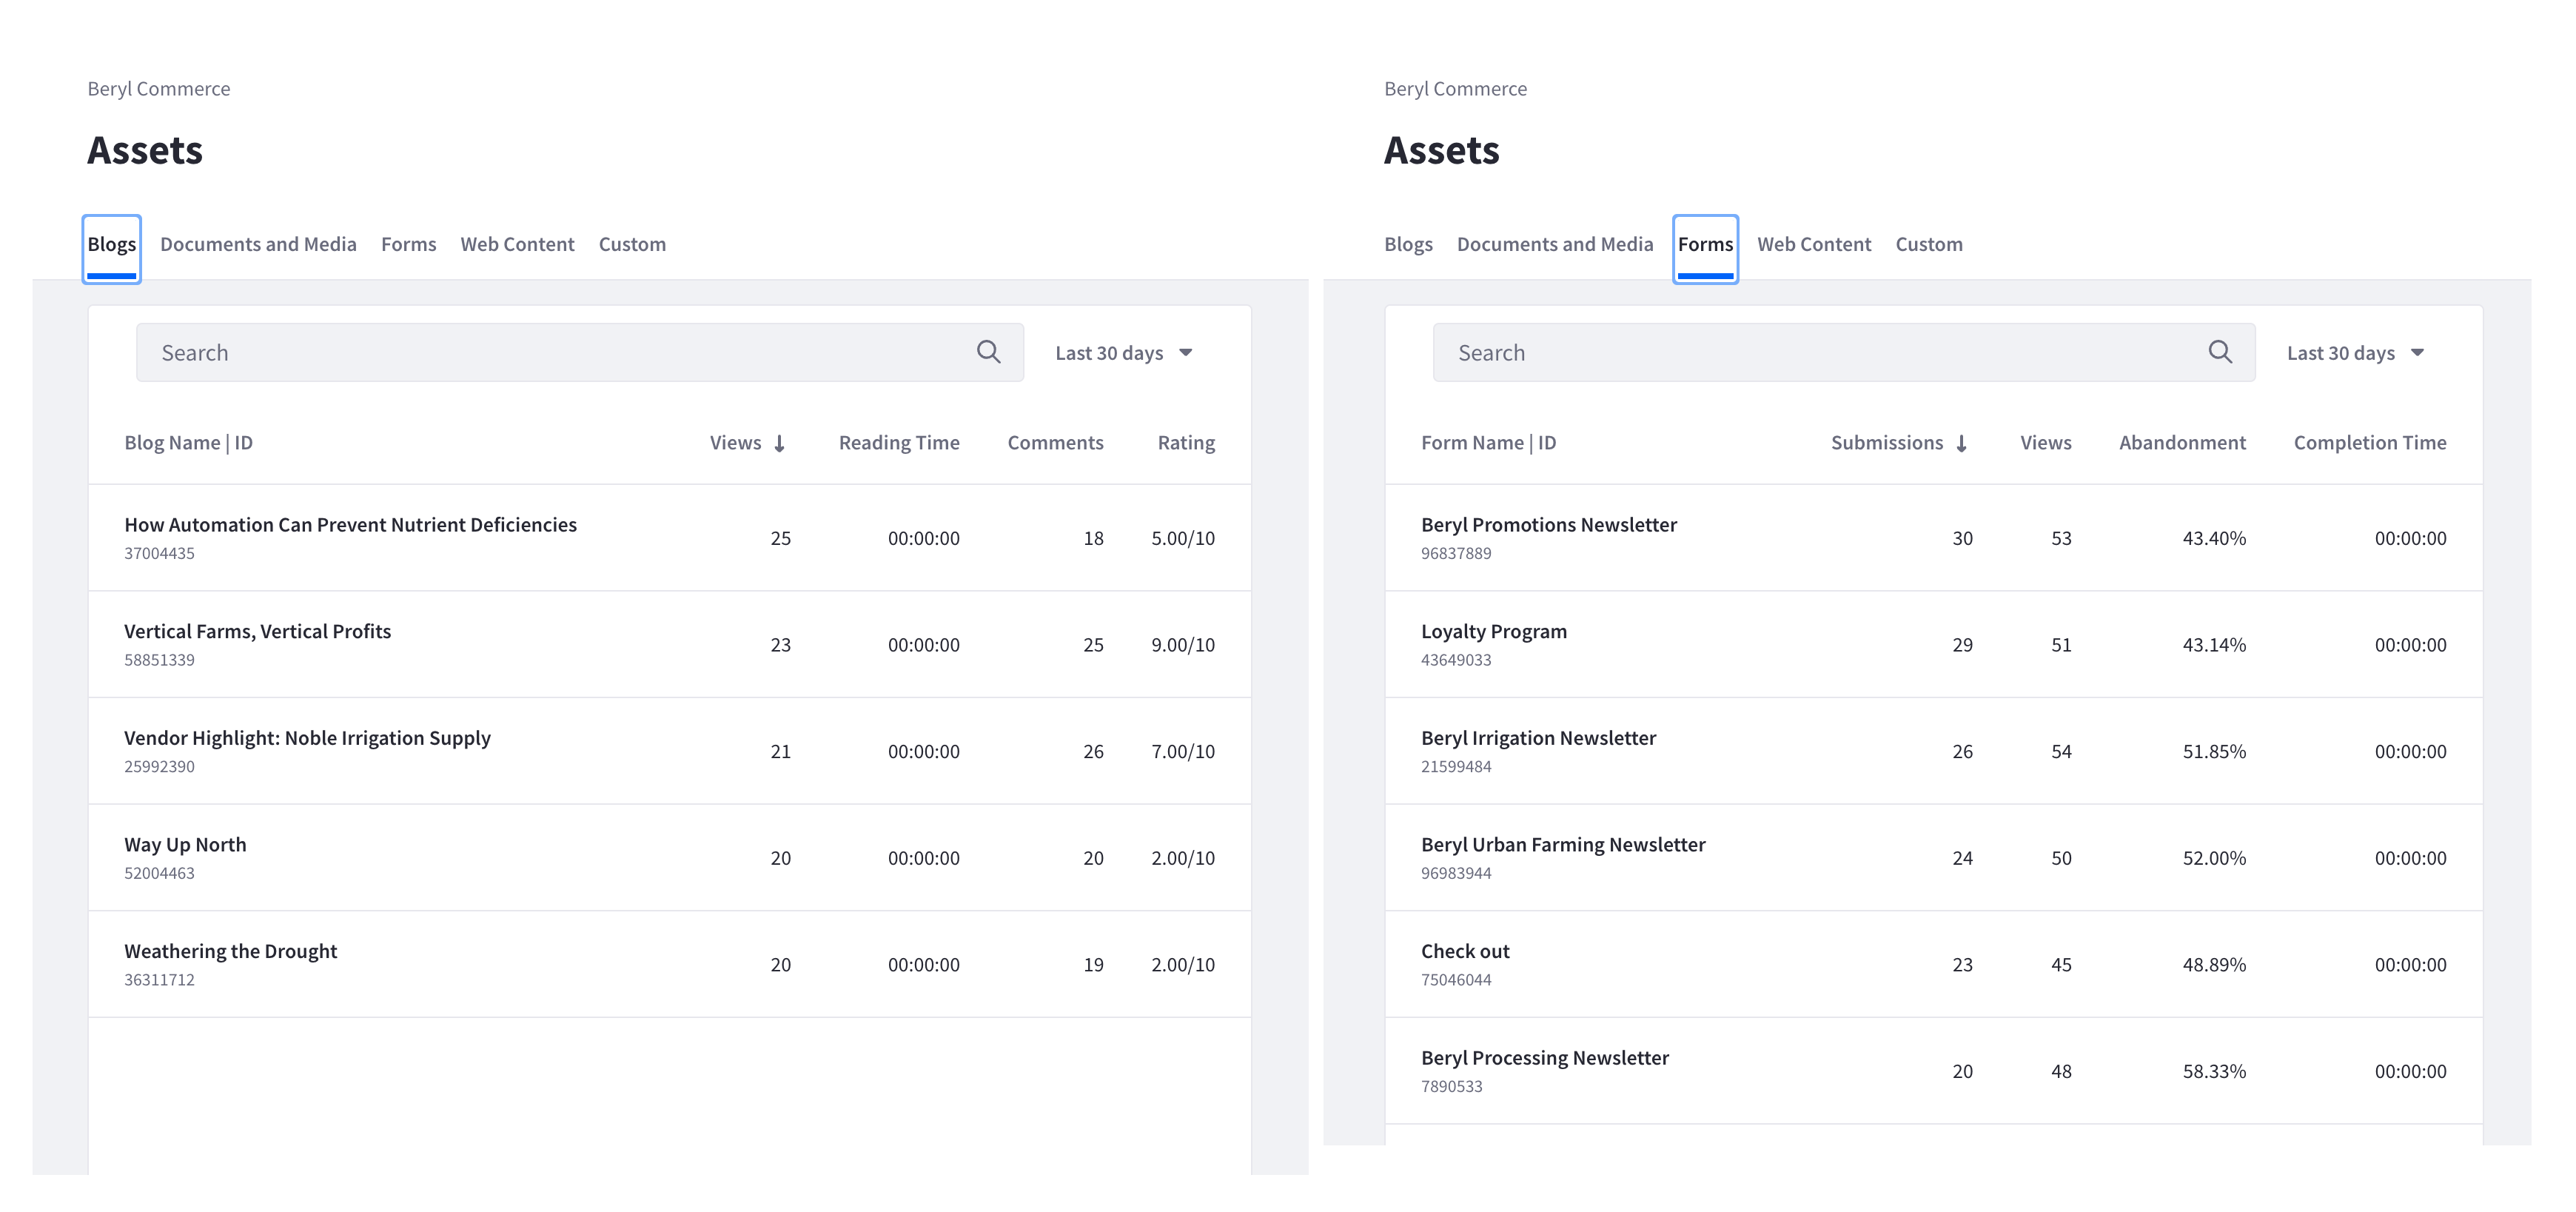 Beryl Commerce
Assets
Blogs Documents and Media Forms Web Content Custom
Search Last 30 days
Blog Name | ID Views ↓ Reading Time Comments Rating
How Automation Can Prevent Nutrient Deficiencies
37004435
25 00:00:00 18 5.00/10
Vertical Farms, Vertical Profits
58851339
23 00:00:00 25 9.00/10
Vendor Highlight: Noble Irrigation Supply
25992390
21 00:00:00 26 7.00/10
Way Up North
52004463
20 00:00:00 20 2.00/10
Weathering the Drought
36311712
20 00:00:00 19 2.00/10
Beryl Commerce
Assets
Blogs Documents and Media Forms Web Content Custom
Search Last 30 days
Form Name | ID Submissions ↓ Views Abandonment Completion Time
Beryl Promotions Newsletter
96837889
30 53 43.40% 00:00:00
Loyalty Program
43649033
29 51 43.14% 00:00:00
Beryl Irrigation Newsletter
21599484
26 54 51.85% 00:00:00
Beryl Urban Farming Newsletter
96983944
24 50 52.00% 00:00:00
Check out
75046044
23 45 48.89% 00:00:00
Beryl Processing Newsletter
7890533
20 48 58.33% 00:00:00